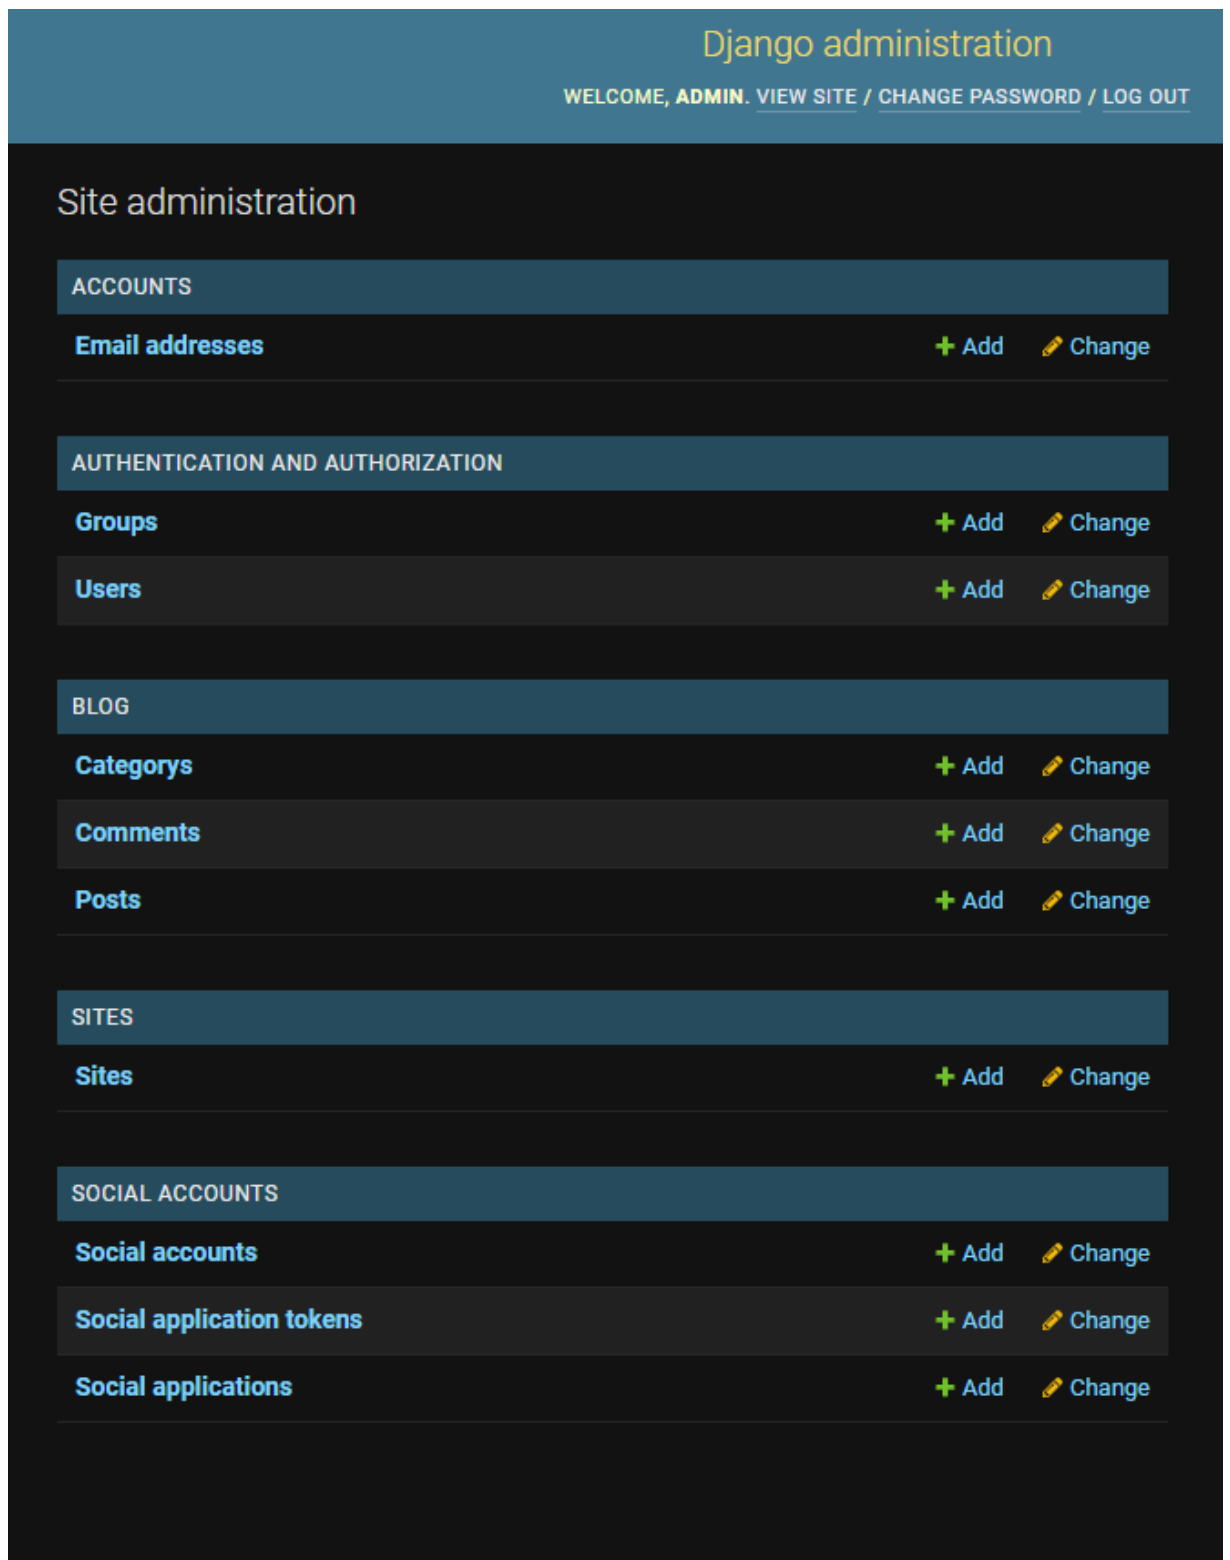 Django administration
WELCOME, ADMIN. VIEW SITE / CHANGE PASSWORD / LOG OUT
Site administration
ACCOUNTS
Email addresses Add Change
AUTHENTICATION AND AUTHORIZATION
Groups Add Change
Users Add Change
BLOG
Categorys Add Change
Comments Add Change
Posts Add Change
SITES
Sites Add Change
SOCIAL ACCOUNTS
Social accounts Add Change
Social application tokens Add Change
Social applications Add Change